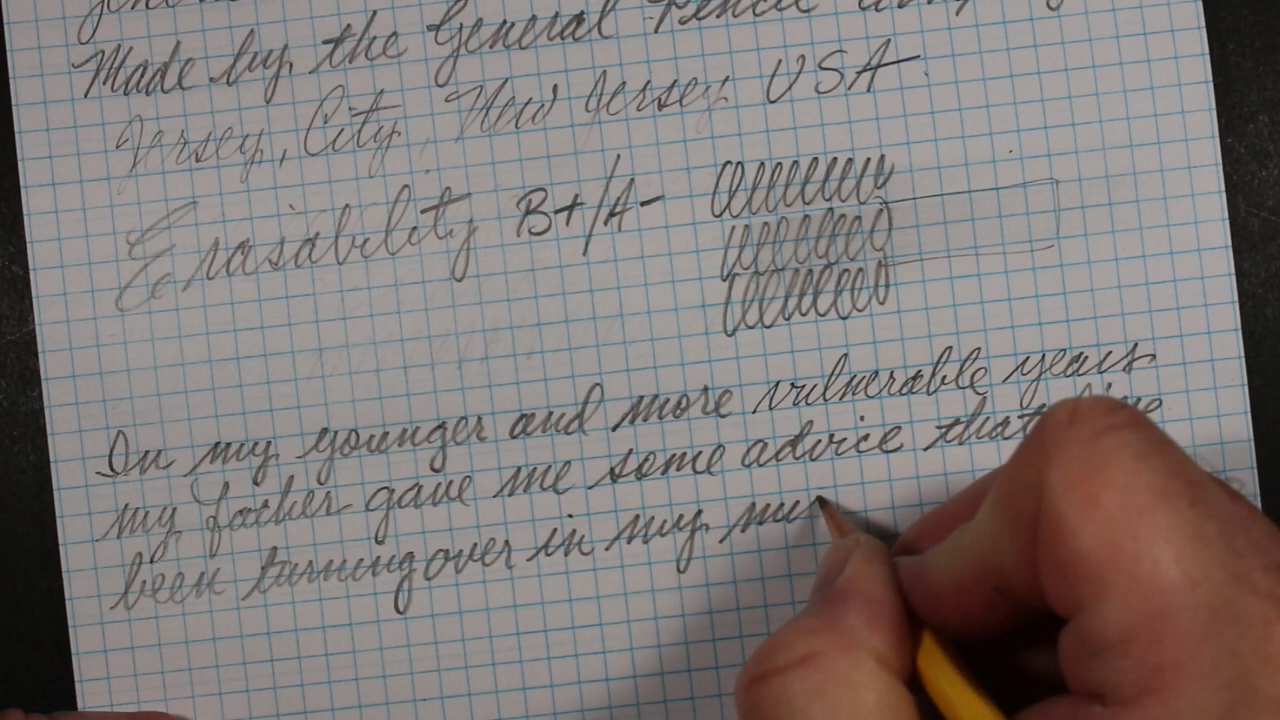 Made by the General Pencil
Jersey, City, New Jersey USA.
Erasability B+/A-
In my younger and more vulnerable years
my father gave me some advice that
been turning over in my